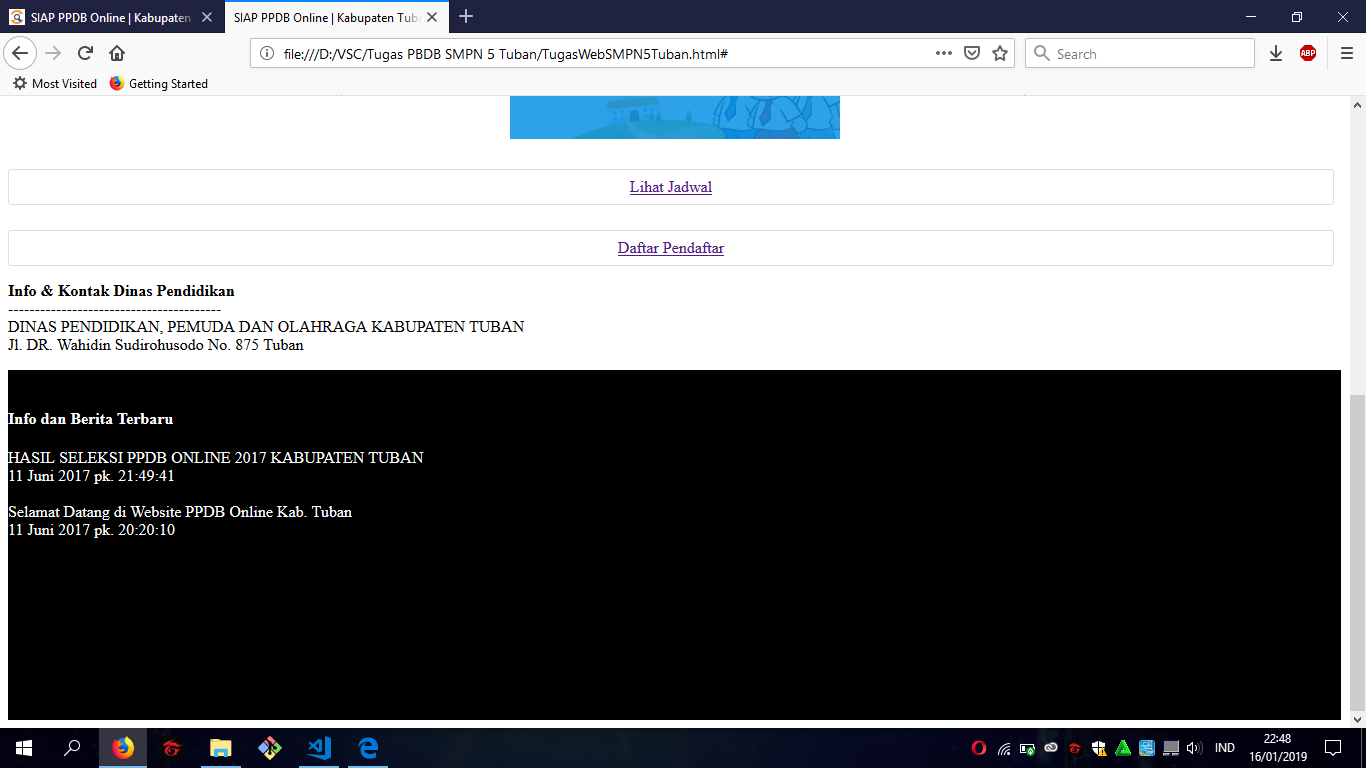 SIAP PPDB Online | Kabupaten
SIAP PPDB Online | Kabupaten Tub
file:///D:/VSC/Tugas PBDB SMPN 5 Tuban/TugasWebSMPN5Tuban.html#
Search
ABP
Most Visited
Getting Started
Lihat Jadwal
Daftar Pendaftar
Info & Kontak Dinas Pendidikan
----------------------------------------
DINAS PENDIDIKAN, PEMUDA DAN OLAHRAGA KABUPATEN TUBAN
Jl. DR. Wahidin Sudirohusodo No. 875 Tuban
Info dan Berita Terbaru
HASIL SELEKSI PPDB ONLINE 2017 KABUPATEN TUBAN
11 Juni 2017 pk. 21:49:41
Selamat Datang di Website PPDB Online Kab. Tuban
11 Juni 2017 pk. 20:20:10
IND
22:48
16/01/2019